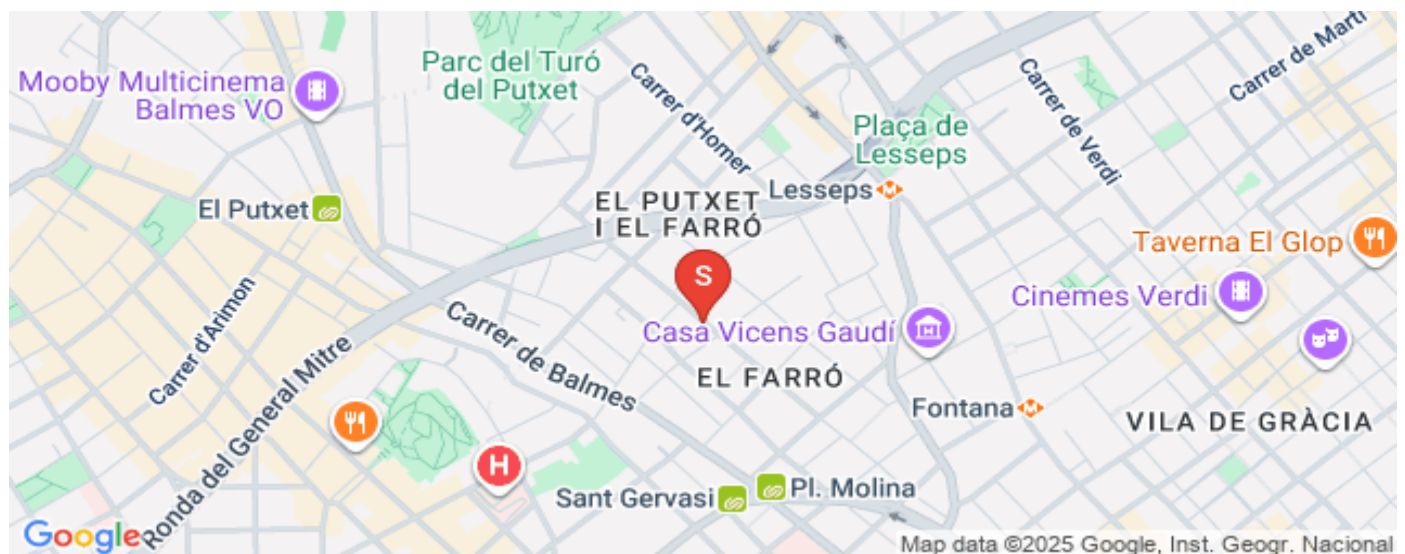 Mooby Multicinema
Balmes VO
Parc del Turó
del Putxet
Carrer d'Homer
Plaça de
Lesseps
Carrer de Verdi
Carrer de Martí
El Putxet
EL PUTXET
I EL FARRÓ
Lesseps
M
Taverna El Glop
S
Cinemes Verdi
Carrer d'Arimon
Casa Vicens Gaudí
Carrer de Balmes
EL FARRÓ
Ronda del General Mitre
Fontana
M
VILA DE GRÀCIA
H
Sant Gervasi
Pl. Molina
Google
Map data ©2025 Google, Inst. Geogr. Nacional